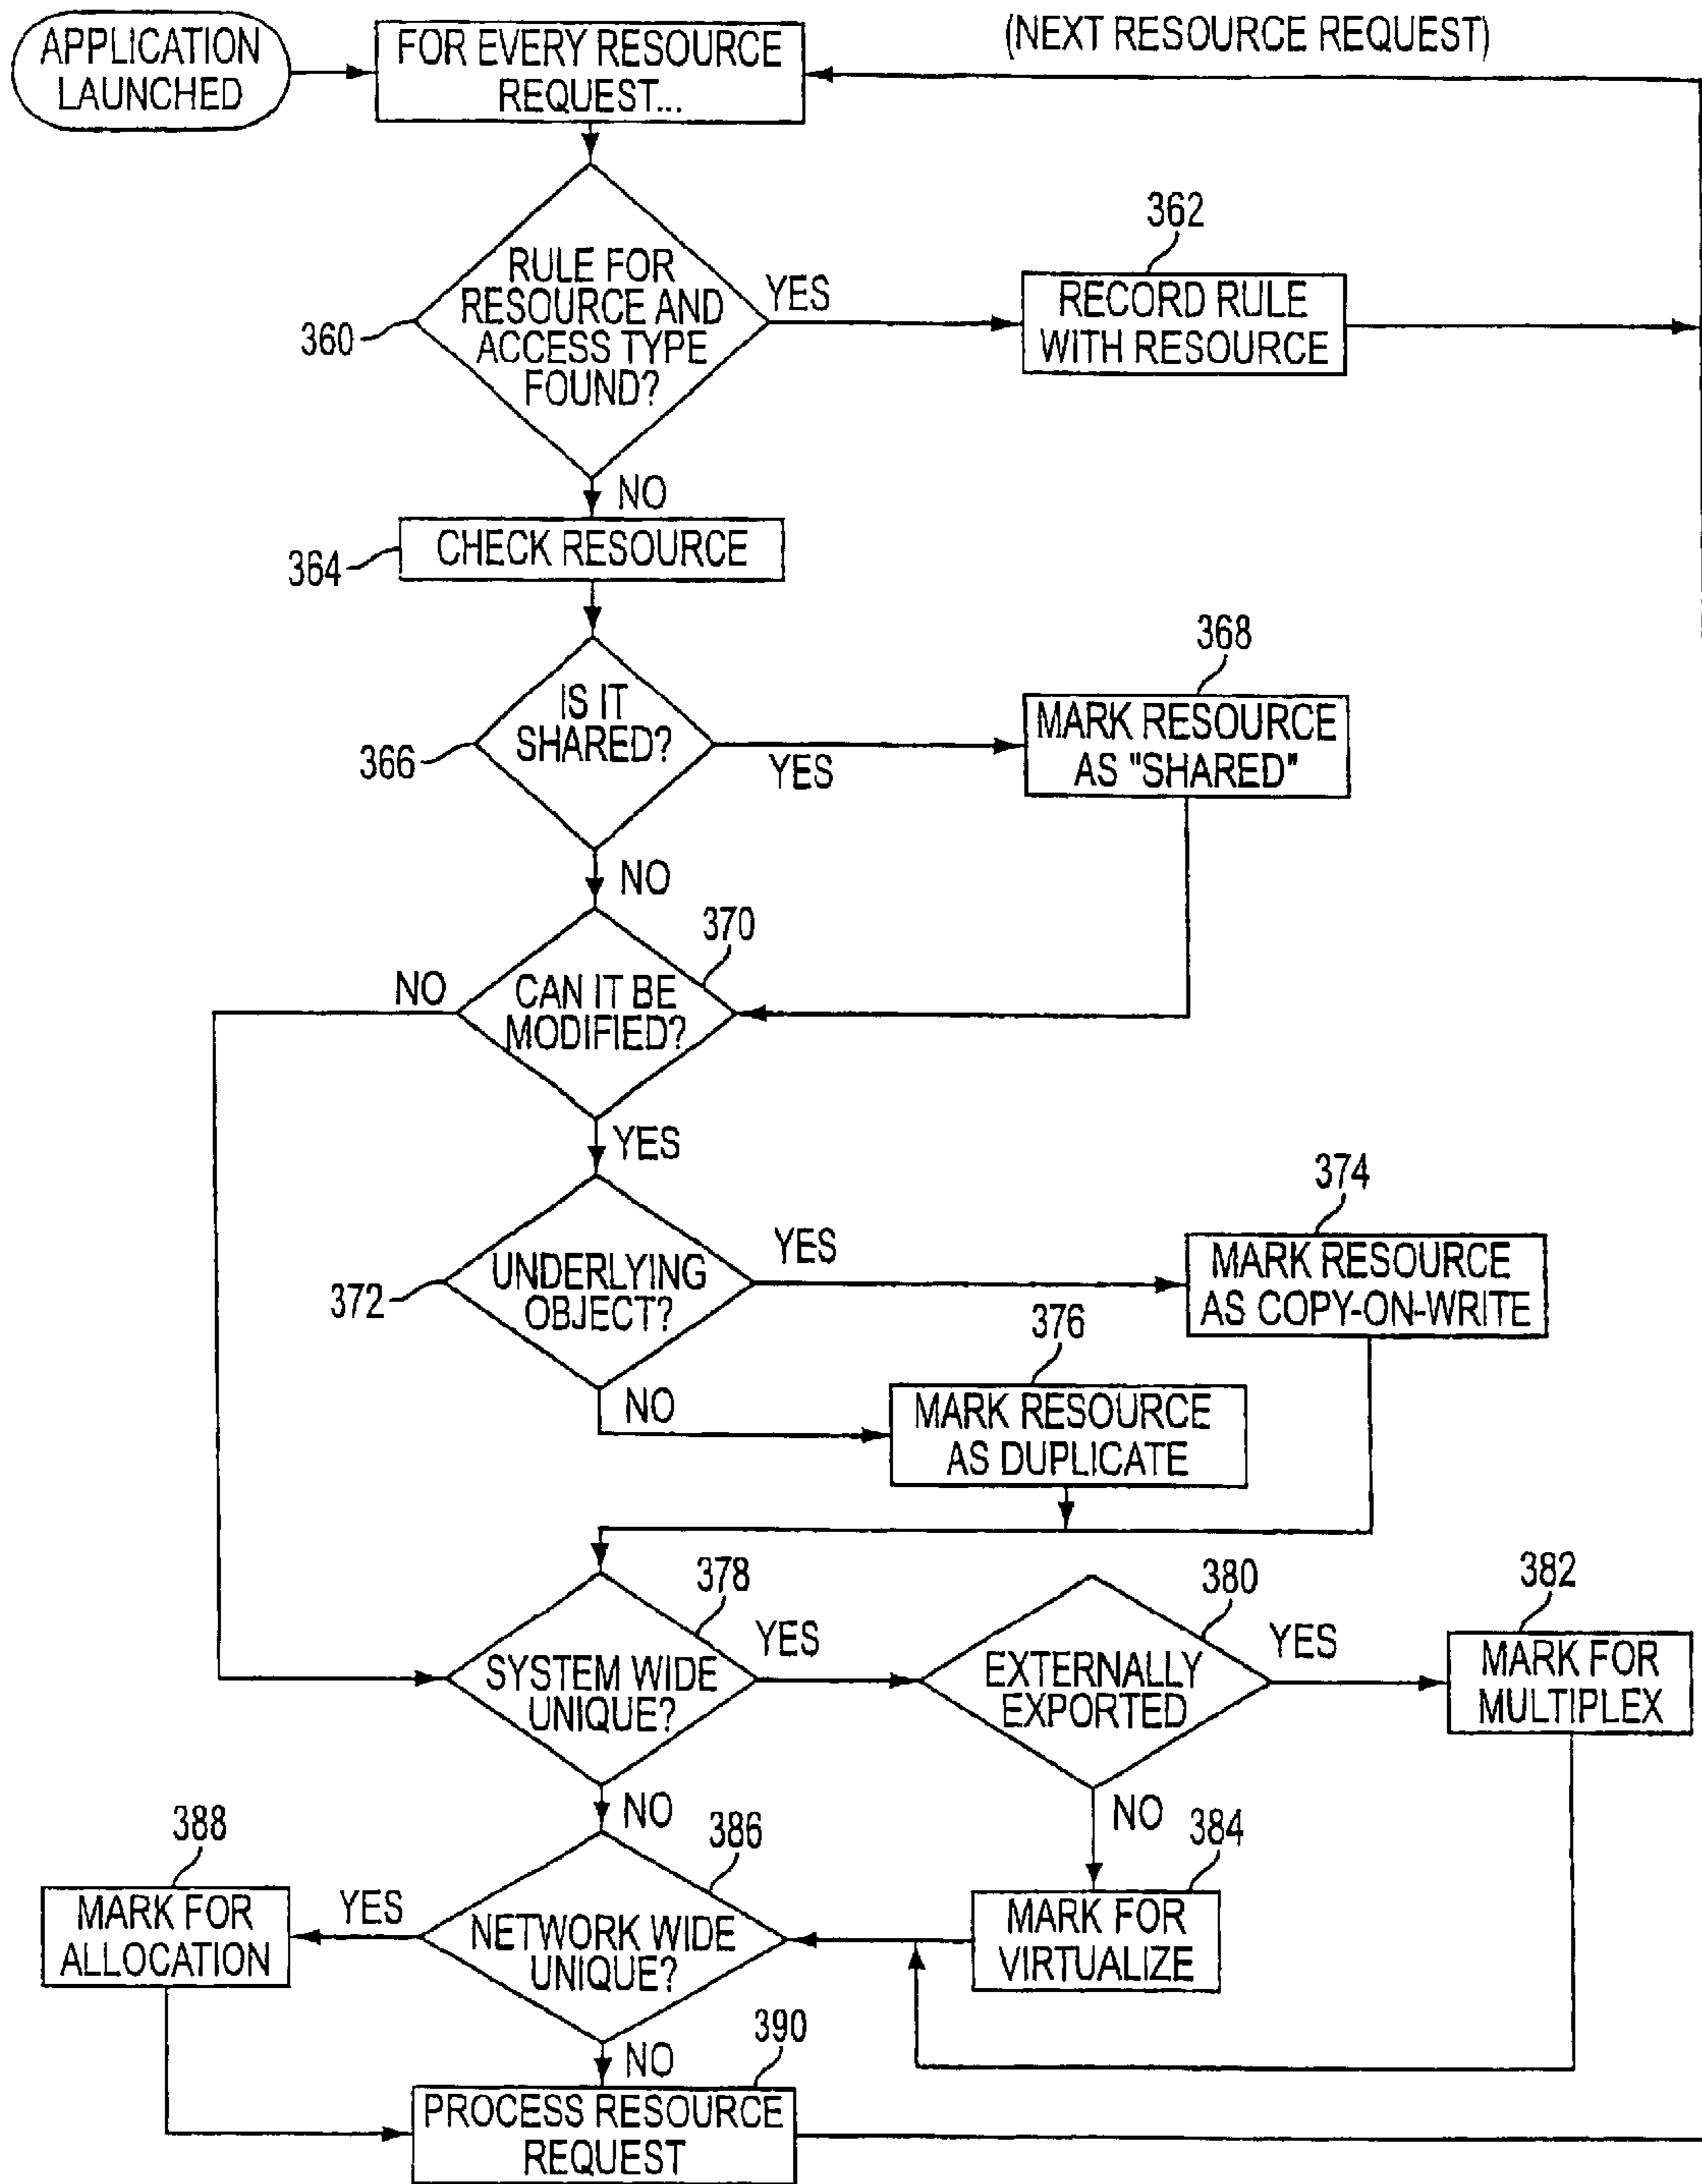 APPLICATION
LAUNCHED
FOR EVERY RESOURCE
REQUEST...
(NEXT RESOURCE REQUEST)
360
RULE FOR
RESOURCE AND
ACCESS TYPE
FOUND?
YES
362
RECORD RULE
WITH RESOURCE
NO
364
CHECK RESOURCE
366
IS IT
SHARED?
YES
368
MARK RESOURCE
AS "SHARED"
NO
370
NO
CAN IT BE
MODIFIED?
YES
372
UNDERLYING
OBJECT?
YES
374
MARK RESOURCE
AS COPY-ON-WRITE
NO
376
MARK RESOURCE
AS DUPLICATE
378
SYSTEM WIDE
UNIQUE?
YES
380
EXTERNALLY
EXPORTED
YES
382
MARK FOR
MULTIPLEX
NO
NO
384
MARK FOR
VIRTUALIZE
386
NETWORK WIDE
UNIQUE?
YES
388
MARK FOR
ALLOCATION
NO
390
PROCESS RESOURCE
REQUEST